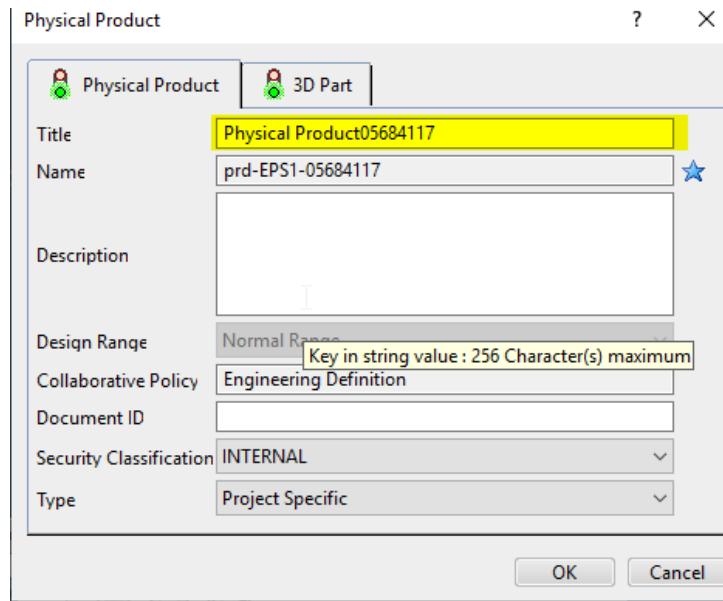 Physical Product ? ×
Physical Product 3D Part
Title Physical Product05684117
Name prd-EPS1-05684117
Description
Design Range Normal Range
Key in string value : 256 Character(s) maximum
Collaborative Policy Engineering Definition
Document ID
Security Classification INTERNAL
Type Project Specific
OK Cancel